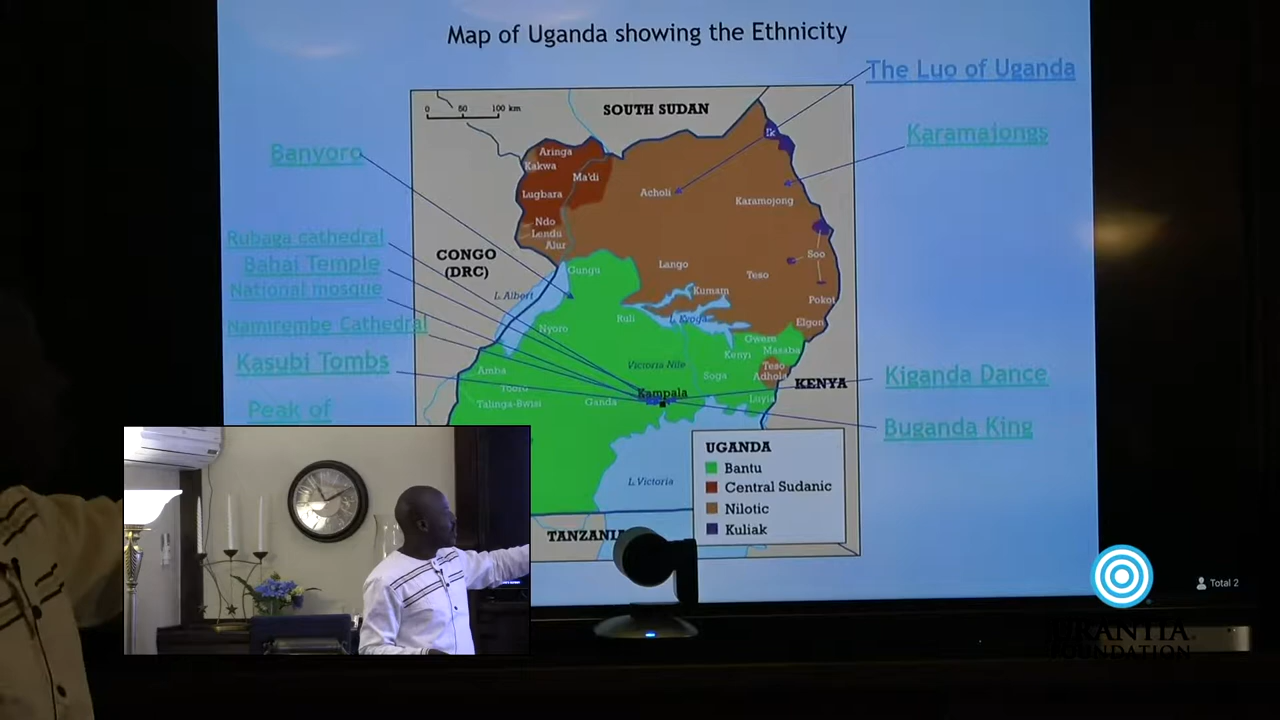 Map of Uganda showing the Ethnicity
The Luo of Uganda
Karamajongs
Banyoro
Rubaga cathedral
Bahai Temple
National mosque
Namirembe Cathedral
Kasubi Tombs
Peak of
Kiganda Dance
Buganda King
0 50 100 km
SOUTH SUDAN
Ik
Aringa
Kakwa
Ma'di
Lugbara
Acholi
Karamojong
Ndo
Lendu
Alur
CONGO
(DRC)
Soo
Gungu
Lango
Teso
L. Albert
Kumam
Pokot
Ruli
L. Kyoga
Elgon
Nyoro
Gwere
Kenyi
Masaba
Victoria Nile
Teso
Adhola
Amba
Soga
KENYA
Tooro
Kampala
Talinga-Bwisi
Ganda
Luyia
L. Victoria
TANZANIA
UGANDA
Bantu
Central Sudanic
Nilotic
Kuliak
Total 2
URANTIA
FOUNDATION